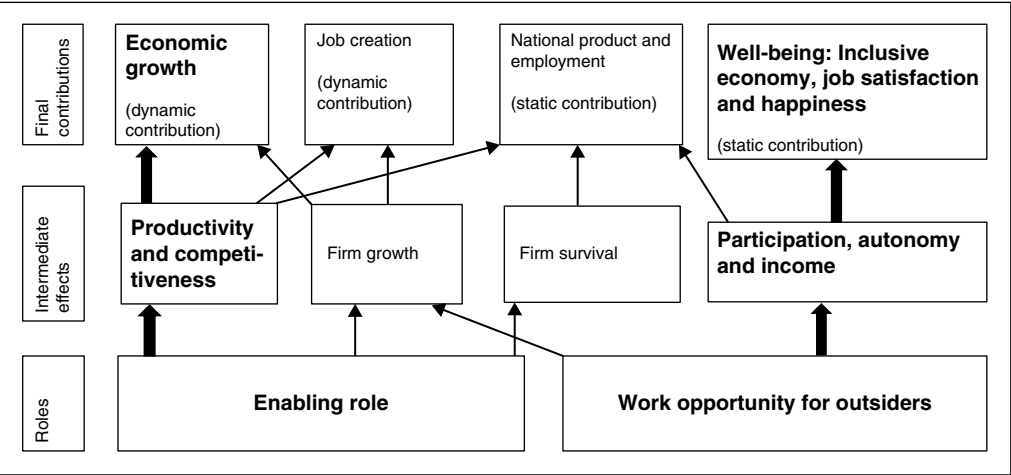 Final
contributions
Economic
growth
(dynamic
contribution)
Job creation
(dynamic
contribution)
National product and
employment
(static contribution)
Well-being: Inclusive
economy, job satisfaction
and happiness
(static contribution)
Intermediate
effects
Productivity
and competi-
tiveness
Firm growth
Firm survival
Participation, autonomy
and income
Roles
Enabling role
Work opportunity for outsiders